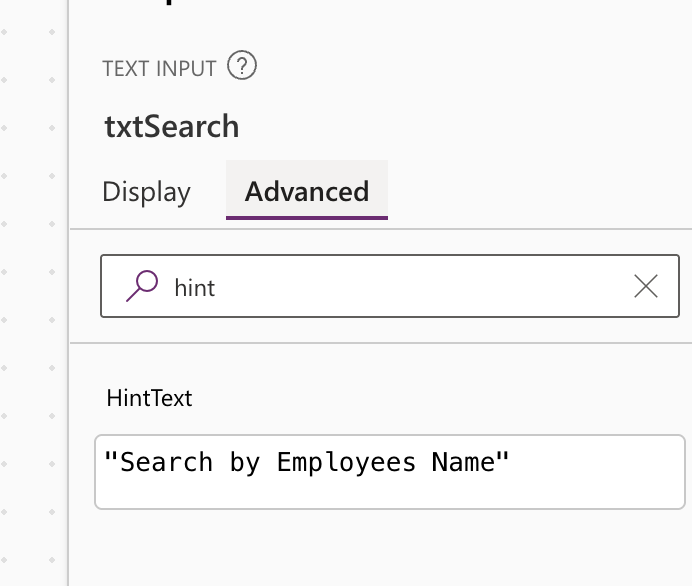 TEXT INPUT ?
txtSearch
Display Advanced
hint
HintText
"Search by Employees Name"